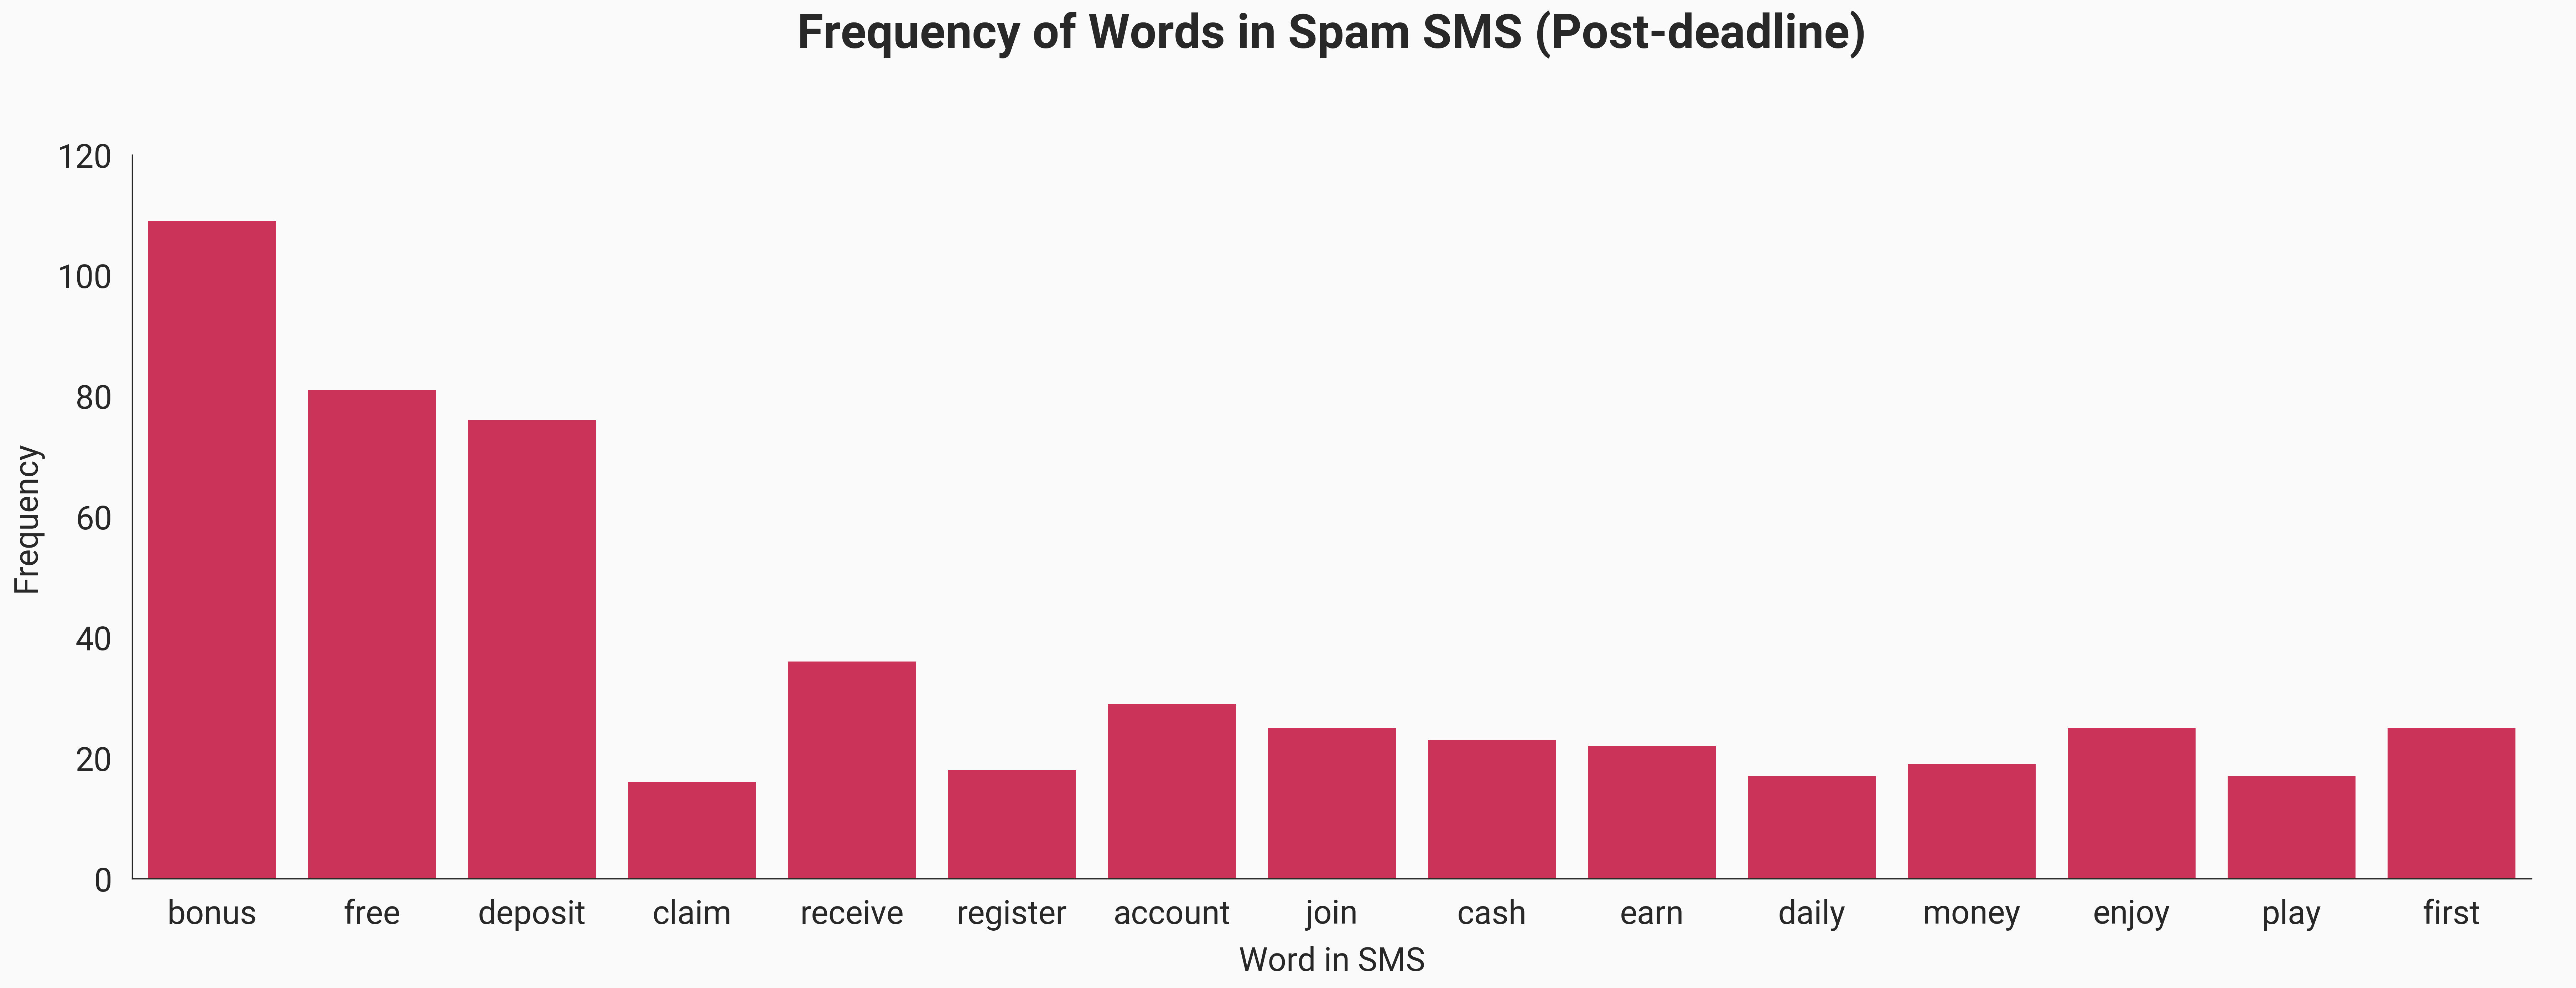 Frequency of Words in Spam SMS (Post-deadline)
120
100
80
60
40
20
0
Frequency
bonus free deposit claim receive register account join cash earn daily money enjoy play first
Word in SMS